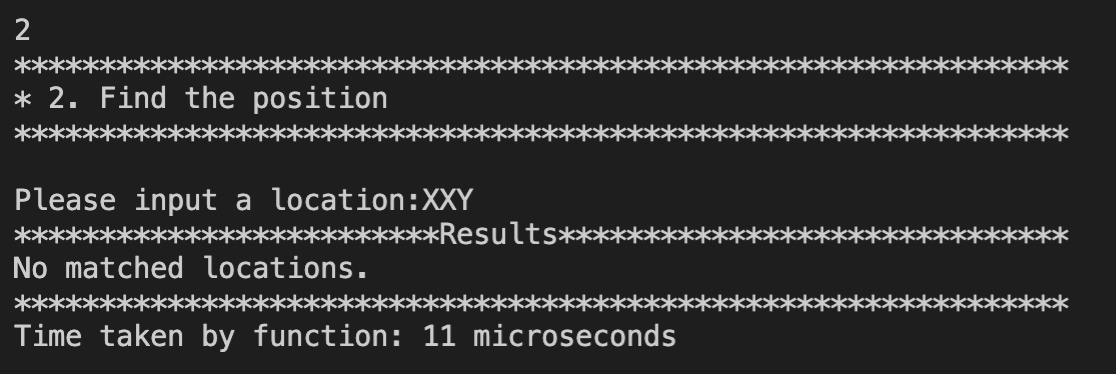 2
**************************************************************
* 2. Find the position
**************************************************************
Please input a location:XXY
*************************Results******************************
No matched locations.
**************************************************************
Time taken by function: 11 microseconds